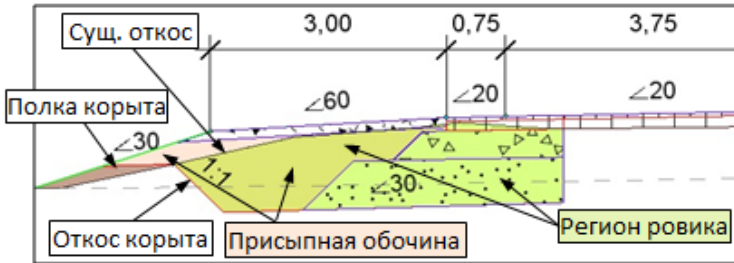 3,00 0,75 3,75
Сущ. откос
∠60 ∠20 ∠20
Полка корыта
∠30
1:1
∠30
Откос корыта
Присыпная обочина
Регион ровика